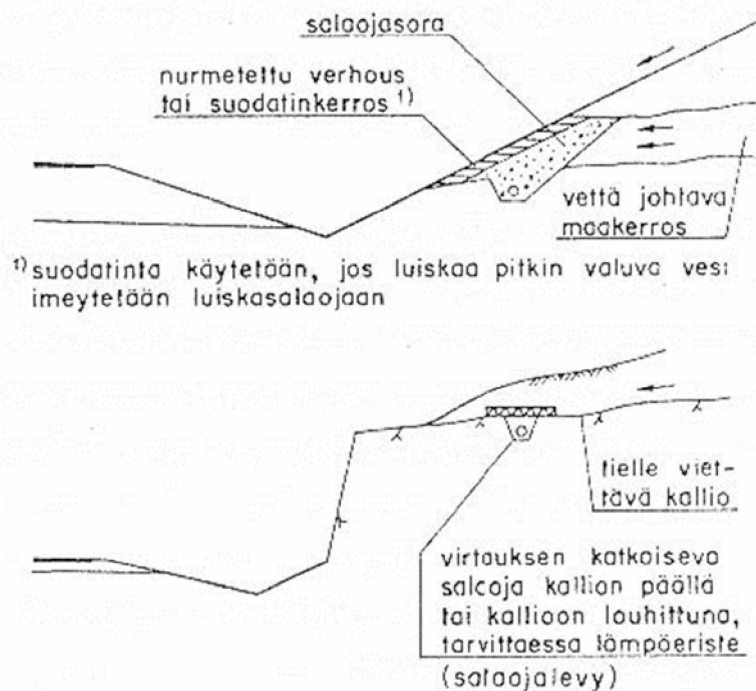 salaojasora
nurmetettu verhous
tai suodatinkerros 1)
vettä johtava
maakerros
1) suodatinta käytetään, jos luiskaa pitkin valuva vesi
imeytetään luiskasalaojaan
tielle viet-
tävä kallio
virtauksen katkaiseva
salaoja kallion päällä
tai kallioon louhittuna,
tarvittaessa lämpöeriste
(salaojalevy)